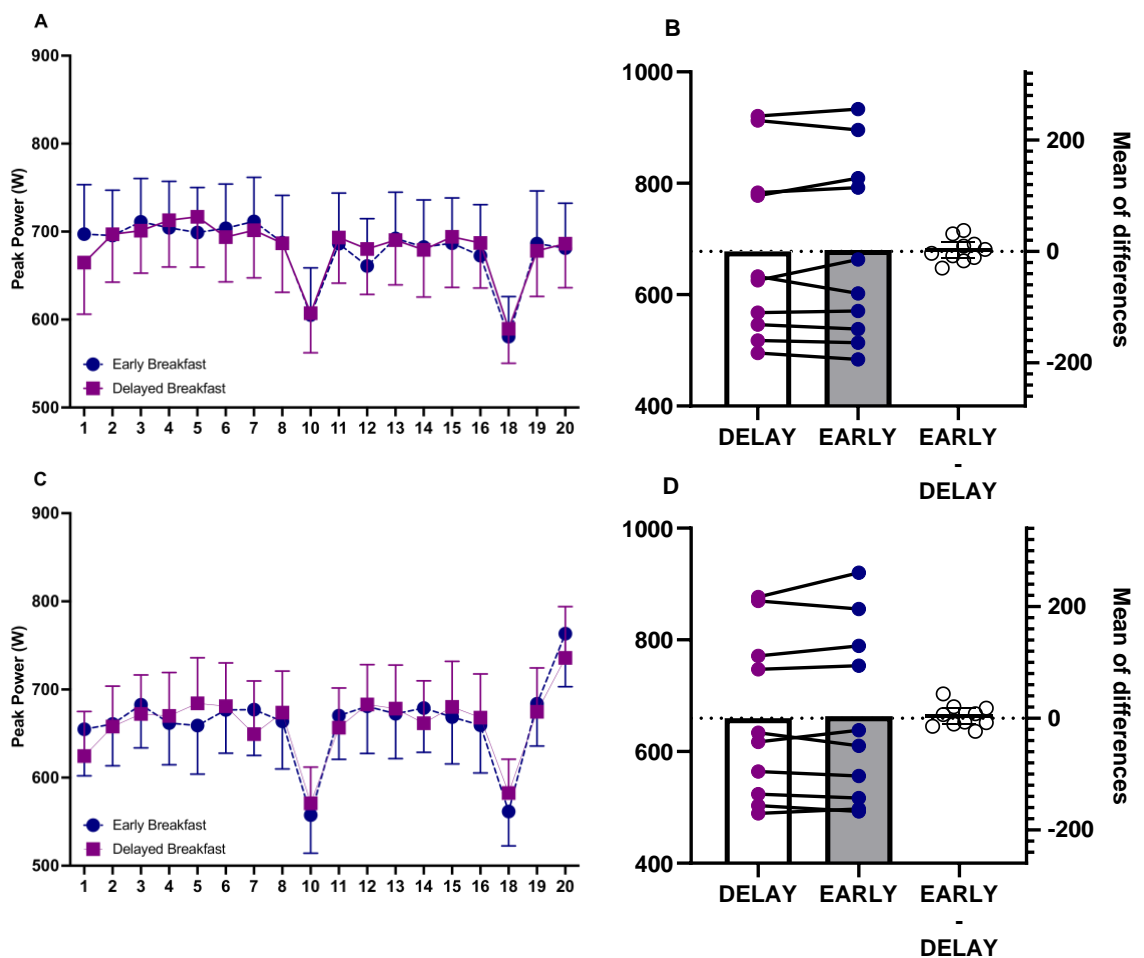 A
Peak Power (W)
900
800
700
600
500
Early Breakfast
Delayed Breakfast
1 2 3 4 5 6 7 8 10 11 12 13 14 15 16 18 19 20
B
1000
800
600
400
200
0
-200
Mean of differences
DELAY EARLY EARLY
-
DELAY
C
Peak Power (W)
900
800
700
600
500
Early Breakfast
Delayed Breakfast
1 2 3 4 5 6 7 8 10 11 12 13 14 15 16 18 19 20
D
1000
800
600
400
200
0
-200
Mean of differences
DELAY EARLY EARLY
-
DELAY